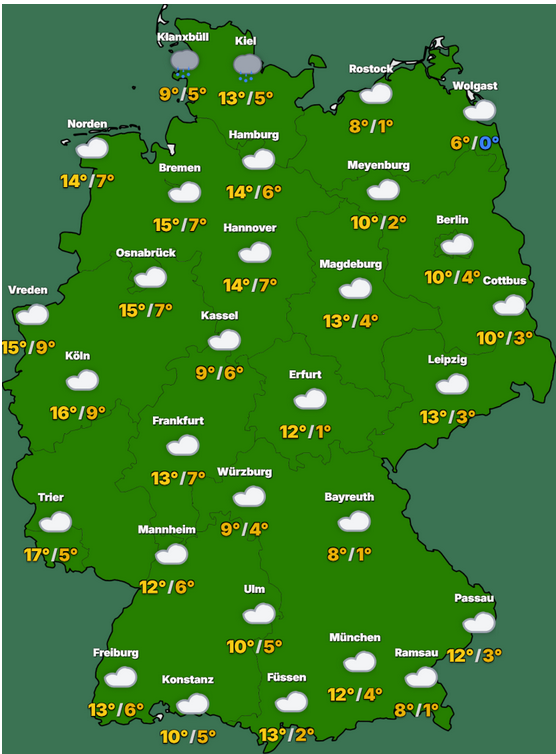 Klanxbüll
9°/5°
Kiel
13°/5°
Rostock
8°/1°
Wolgast
6°/0°
Norden
14°/7°
Hamburg
14°/6°
Bremen
15°/7°
Meyenburg
10°/2°
Hannover
14°/7°
Berlin
10°/4°
Osnabrück
15°/7°
Magdeburg
13°/4°
Cottbus
10°/3°
Vreden
15°/9°
Kassel
9°/6°
Köln
16°/9°
Erfurt
12°/1°
Leipzig
13°/3°
Frankfurt
13°/7°
Würzburg
9°/4°
Trier
17°/5°
Bayreuth
8°/1°
Mannheim
12°/6°
Ulm
10°/5°
Passau
12°/3°
München
12°/4°
Freiburg
13°/6°
Ramsau
8°/1°
Konstanz
10°/5°
Füssen
13°/2°